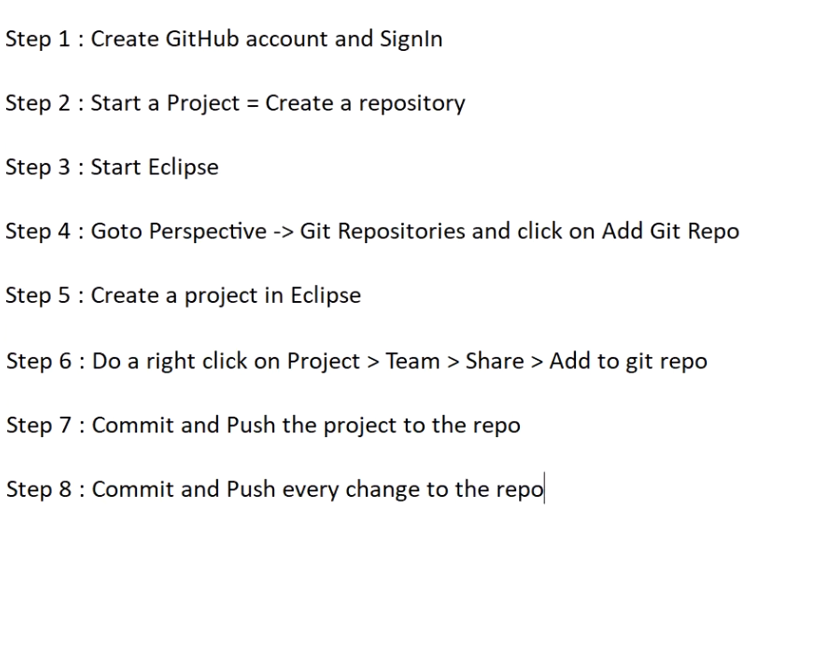 Step 1 : Create GitHub account and SignIn
Step 2 : Start a Project = Create a repository
Step 3 : Start Eclipse
Step 4 : Goto Perspective -> Git Repositories and click on Add Git Repo
Step 5 : Create a project in Eclipse
Step 6 : Do a right click on Project > Team > Share > Add to git repo
Step 7 : Commit and Push the project to the repo
Step 8 : Commit and Push every change to the repo